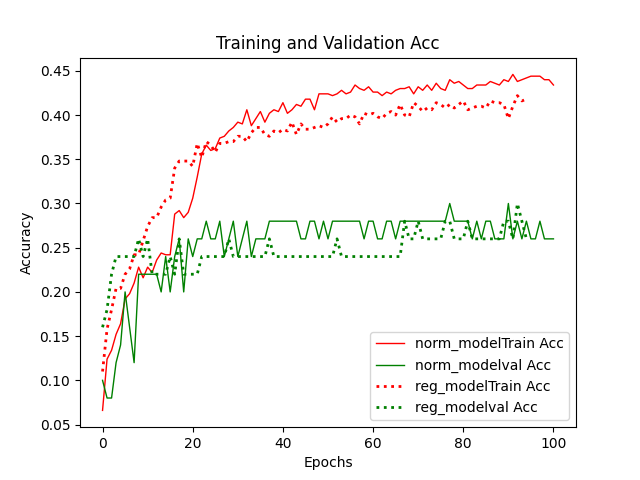 Training and Validation Acc
0.45
0.40
0.35
0.30
0.25
0.20
0.15
0.10
0.05
Accuracy
norm_modelTrain Acc
norm_modelval Acc
reg_modelTrain Acc
reg_modelval Acc
0 20 40 60 80 100
Epochs